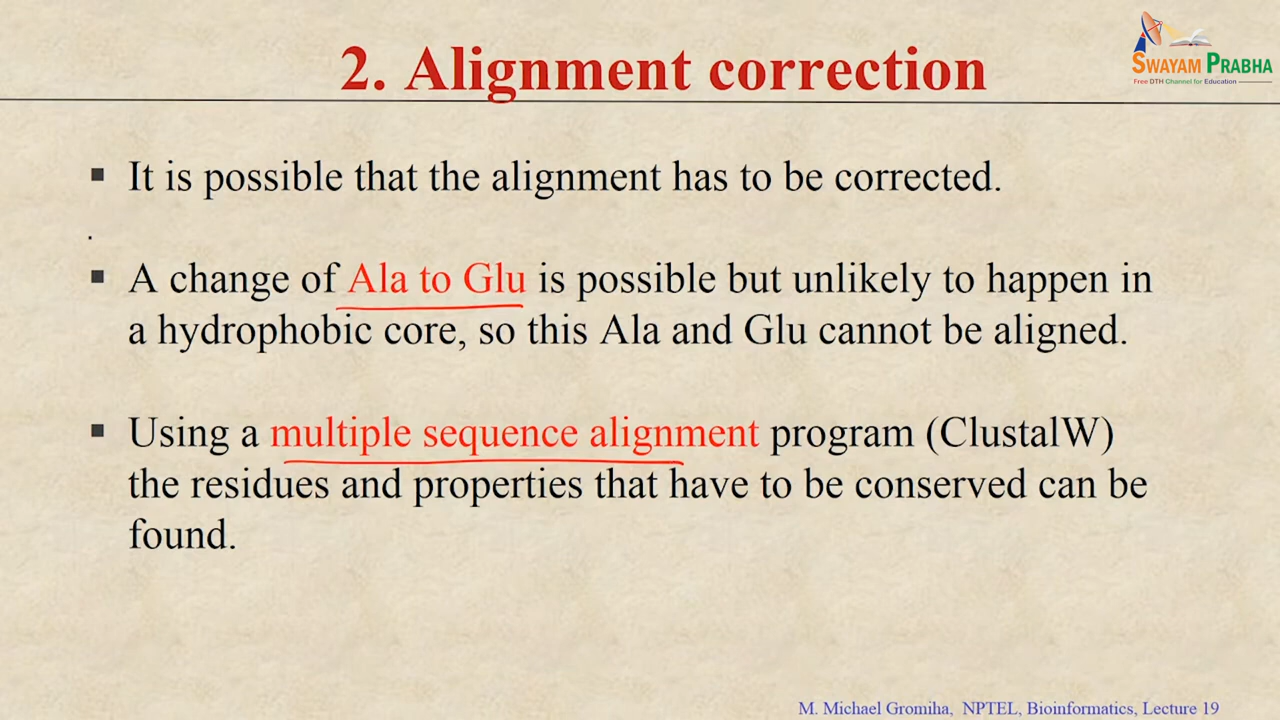 2. Alignment correction
SWAYAM PRABHA
Free DTH Channel for Education
▪ It is possible that the alignment has to be corrected.
▪ A change of Ala to Glu is possible but unlikely to happen in
a hydrophobic core, so this Ala and Glu cannot be aligned.
▪ Using a multiple sequence alignment program (ClustalW)
the residues and properties that have to be conserved can be
found.
M. Michael Gromiha, NPTEL, Bioinformatics, Lecture 19